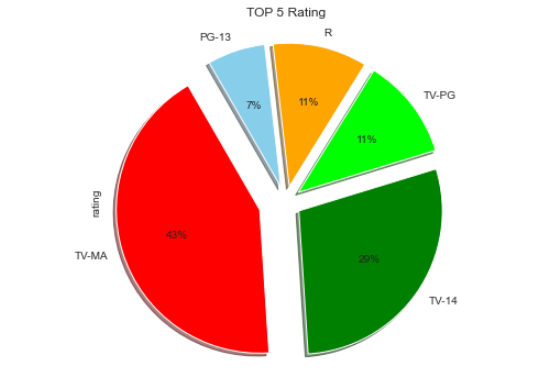 TOP 5 Rating
PG-13
R
TV-PG
7%
11%
11%
rating
43%
TV-MA
29%
TV-14